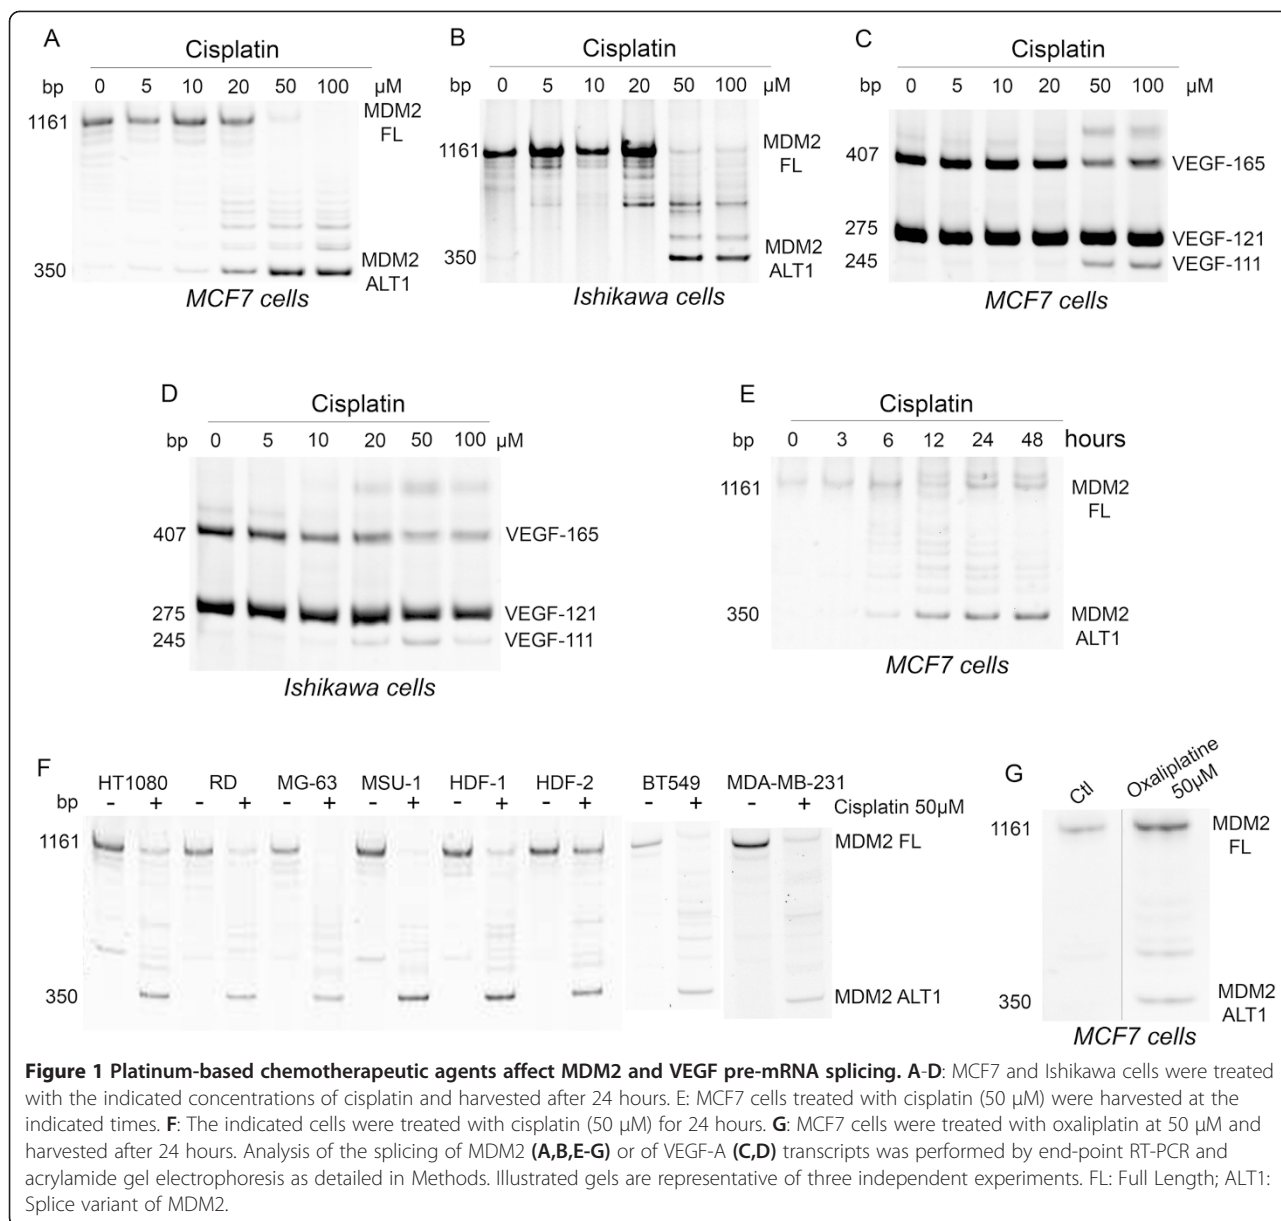 A
Cisplatin
bp 0 5 10 20 50 100 µM
1161
MDM2
FL
350
MDM2
ALT1
MCF7 cells
B
Cisplatin
bp 0 5 10 20 50 100 µM
1161
MDM2
FL
350
MDM2
ALT1
Ishikawa cells
C
Cisplatin
bp 0 5 10 20 50 100 µM
407 VEGF-165
275 VEGF-121
245 VEGF-111
MCF7 cells
D
Cisplatin
bp 0 5 10 20 50 100 µM
407 VEGF-165
275 VEGF-121
245 VEGF-111
Ishikawa cells
E
Cisplatin
bp 0 3 6 12 24 48 hours
1161 MDM2
FL
350 MDM2
ALT1
MCF7 cells
F
HT1080 RD MG-63 MSU-1 HDF-1 HDF-2 BT549 MDA-MB-231
bp - + - + - + - + - + - + - + - + Cisplatin 50µM
1161 MDM2 FL
350 MDM2 ALT1
G
Ctl
Oxaliplatine
50µM
1161 MDM2
FL
350 MDM2
ALT1
MCF7 cells
Figure 1 Platinum-based chemotherapeutic agents affect MDM2 and VEGF pre-mRNA splicing. A-D: MCF7 and Ishikawa cells were treated
with the indicated concentrations of cisplatin and harvested after 24 hours. E: MCF7 cells treated with cisplatin (50 µM) were harvested at the
indicated times. F: The indicated cells were treated with cisplatin (50 µM) for 24 hours. G: MCF7 cells were treated with oxaliplatin at 50 µM and
harvested after 24 hours. Analysis of the splicing of MDM2 (A,B,E-G) or of VEGF-A (C,D) transcripts was performed by end-point RT-PCR and
acrylamide gel electrophoresis as detailed in Methods. Illustrated gels are representative of three independent experiments. FL: Full Length; ALT1:
Splice variant of MDM2.